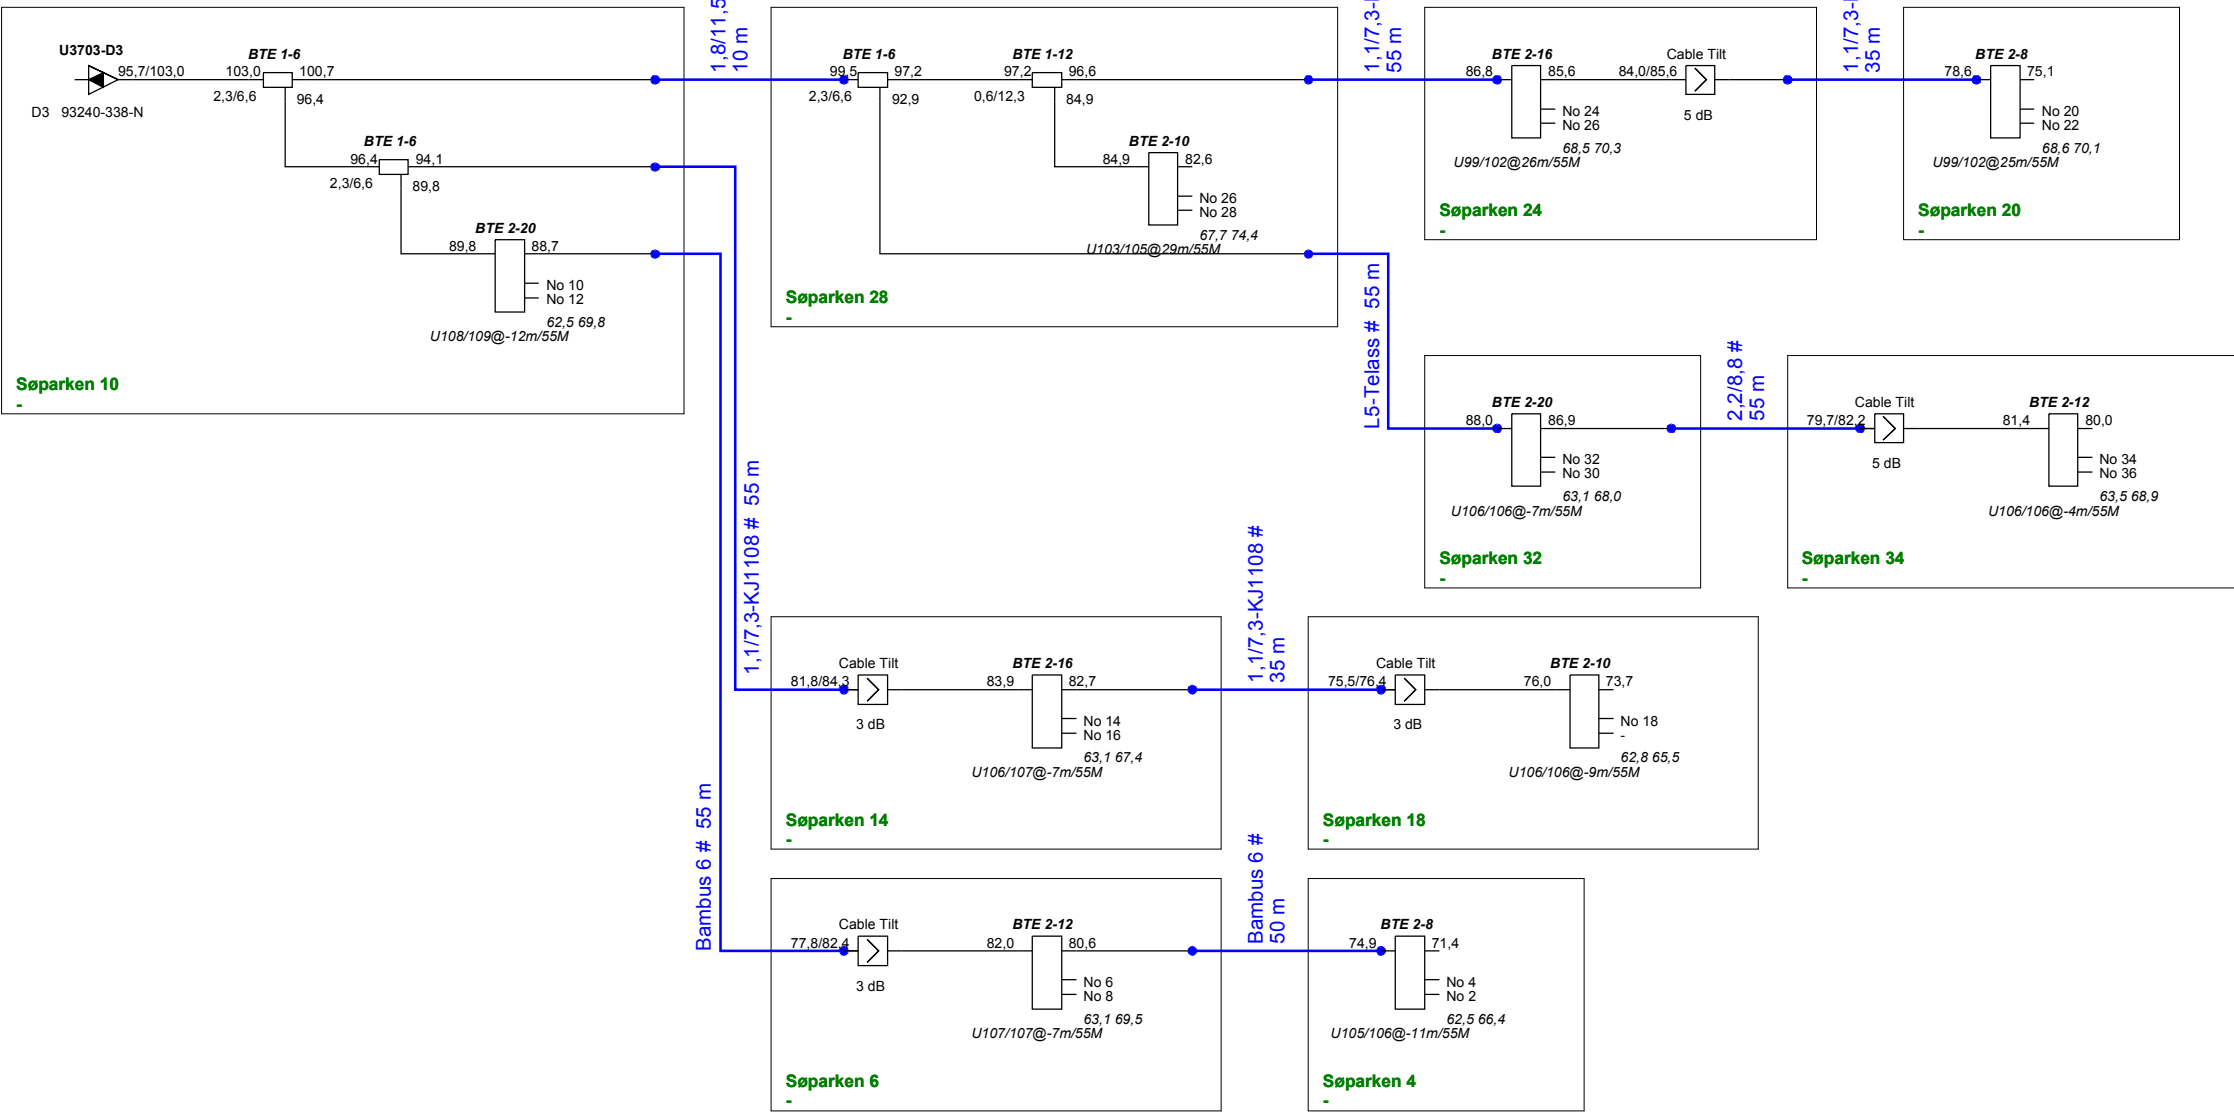 U3703-D3
95,7/103,0
D3 93240-338-N
BTE 1-6
103,0
100,7
2,3/6,6
96,4
BTE 1-6
96,4
94,1
2,3/6,6
89,8
BTE 2-20
89,8
88,7
No 10
No 12
62,5 69,8
U108/109@-12m/55M
Søparken 10
-
1,8/11,5
10 m
BTE 1-6
99,5
97,2
2,3/6,6
92,9
BTE 1-12
97,2
96,6
0,6/12,3
84,9
BTE 2-10
84,9
82,6
No 26
No 28
67,7 74,4
U103/105@29m/55M
Søparken 28
-
1,1/7,3-
55 m
BTE 2-16
86,8
85,6
No 24
No 26
68,5 70,3
U99/102@26m/55M
Cable Tilt
84,0/85,6
5 dB
Søparken 24
-
1,1/7,3-
35 m
BTE 2-8
78,6
75,1
No 20
No 22
68,6 70,1
U99/102@25m/55M
Søparken 20
-
L5-Telass # 55 m
BTE 2-20
88,0
86,9
No 32
No 30
63,1 68,0
U106/106@-7m/55M
Søparken 32
-
2,2/8,8 #
55 m
Cable Tilt
79,7/82,2
5 dB
BTE 2-12
81,4
80,0
No 34
No 36
63,5 68,9
U106/106@-4m/55M
Søparken 34
-
1,1/7,3-KJ1108 # 55 m
Cable Tilt
81,8/84,3
3 dB
BTE 2-16
83,9
82,7
No 14
No 16
63,1 67,4
U106/107@-7m/55M
Søparken 14
-
1,1/7,3-KJ1108 #
35 m
Cable Tilt
75,5/76,4
3 dB
BTE 2-10
76,0
73,7
No 18
-
62,8 65,5
U106/106@-9m/55M
Søparken 18
-
Bambus 6 # 55 m
Cable Tilt
77,8/82,4
3 dB
BTE 2-12
82,0
80,6
No 6
No 8
63,1 69,5
U107/107@-7m/55M
Søparken 6
-
Bambus 6 #
50 m
BTE 2-8
74,9
71,4
No 4
No 2
62,5 66,4
U105/106@-11m/55M
Søparken 4
-